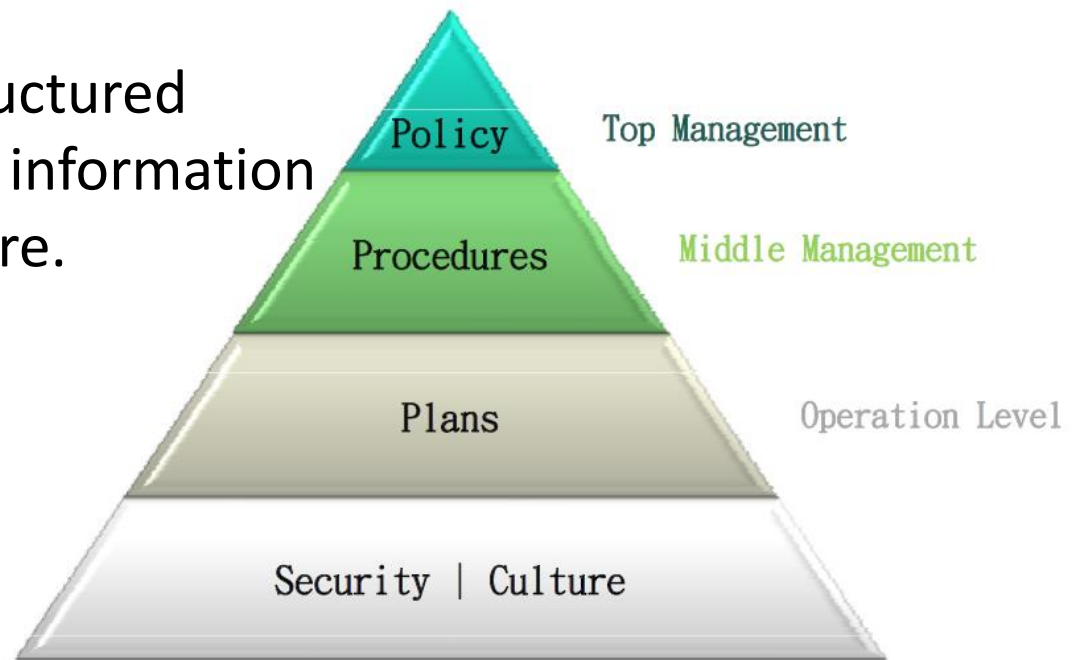 uctured
information
re.
Policy
Top Management
Procedures
Middle Management
Plans
Operation Level
Security | Culture